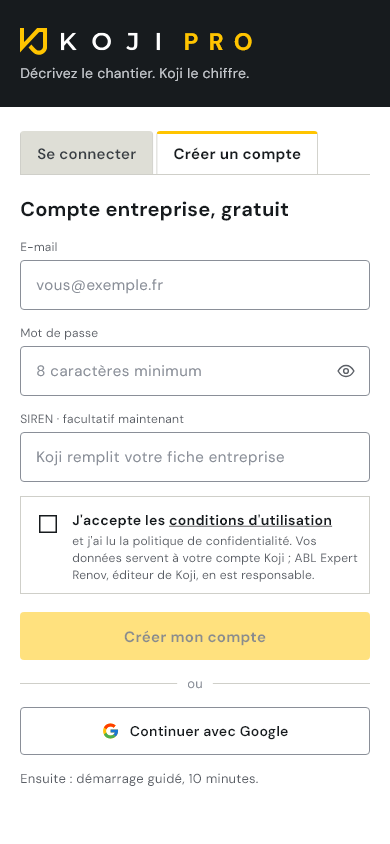 KOJI PRO
Décrivez le chantier. Koji le chiffre.
Se connecter
Créer un compte
Compte entreprise, gratuit
E-mail
vous@exemple.fr
Mot de passe
8 caractères minimum
SIREN · facultatif maintenant
Koji remplit votre fiche entreprise
J'accepte les conditions d'utilisation
et j'ai lu la politique de confidentialité. Vos
données servent à votre compte Koji ; ABL Expert
Renov, éditeur de Koji, en est responsable.
Créer mon compte
ou
Continuer avec Google
Ensuite : démarrage guidé, 10 minutes.